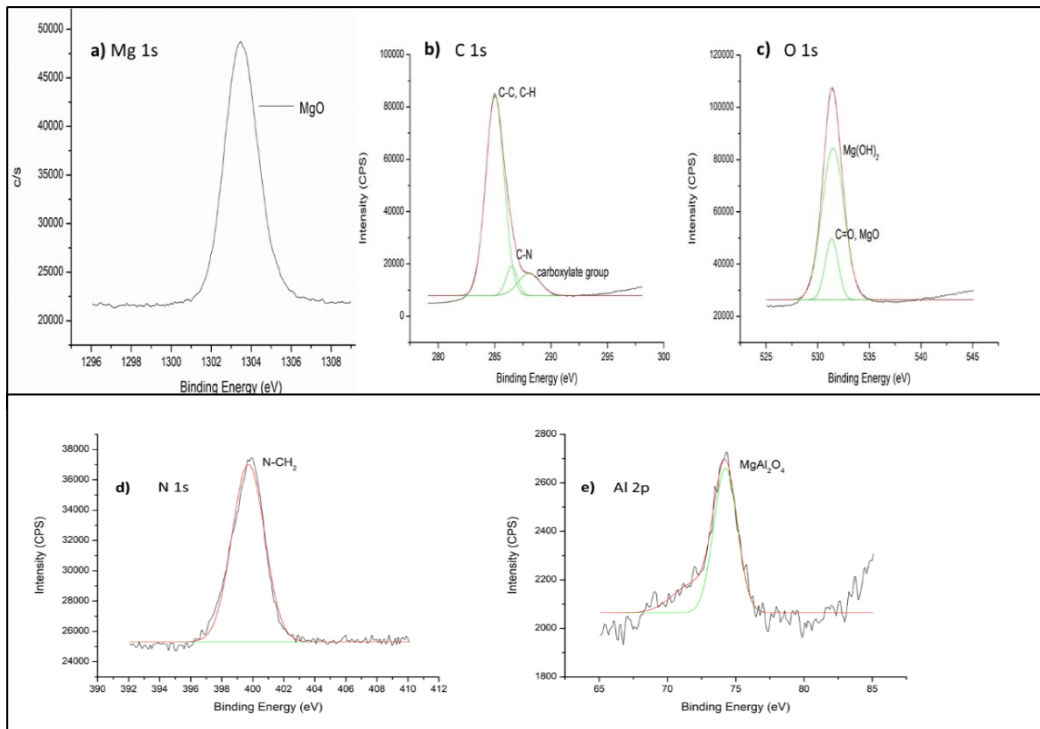 a) Mg 1s
MgO
c/s
50000
45000
40000
35000
30000
25000
20000
1296 1298 1300 1302 1304 1306 1308
Binding Energy (eV)
b) C 1s
C-C, C-H
C-N
carboxylate group
Intensity (CPS)
100000
80000
60000
40000
20000
0
280 285 290 295 300
Binding Energy (eV)
c) O 1s
Mg(OH)₂
C=O, MgO
Intensity (CPS)
120000
100000
80000
60000
40000
20000
0
525 530 535 540 545
Binding Energy (eV)
d) N 1s
N-CH₂
Intensity (CPS)
38000
36000
34000
32000
30000
28000
26000
24000
390 392 394 396 398 400 402 404 406 408 410 412
Binding Energy (eV)
e) Al 2p
MgAl₂O₄
Intensity (CPS)
2800
2600
2400
2200
2000
1800
65 70 75 80 85
Binding Energy (eV)